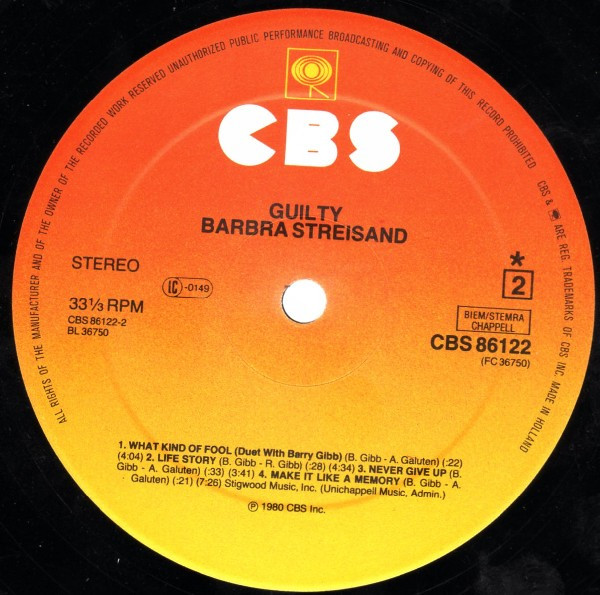 ALL RIGHTS OF THE MANUFACTURER AND OF THE OWNER OF THE RECORDED WORK RESERVED UNAUTHORIZED PUBLIC PERFORMANCE BROADCASTING AND COPYING OF THIS RECORD PROHIBITED CBS & ARE REG. TRADEMARKS OF CBS INC. MADE IN HOLLAND
CBS
GUILTY
BARBRA STREISAND
STEREO
IC -0149
*
2
33⅓ RPM
CBS 86122-2
BL 36750
BIEM/STEMRA
CHAPPELL
CBS 86122
(FC 36750)
1. WHAT KIND OF FOOL (Duet With Barry Gibb) (B. Gibb - A. Galuten) (:22)
(4:04) 2. LIFE STORY (B. Gibb - R. Gibb) (:28) (4:34) 3. NEVER GIVE UP (B.
Gibb - A. Galuten) (:33) (3:41) 4. MAKE IT LIKE A MEMORY (B. Gibb - A.
Galuten) (:21) (7:26) Stigwood Music, Inc. (Unichappell Music, Admin.)
℗ 1980 CBS Inc.